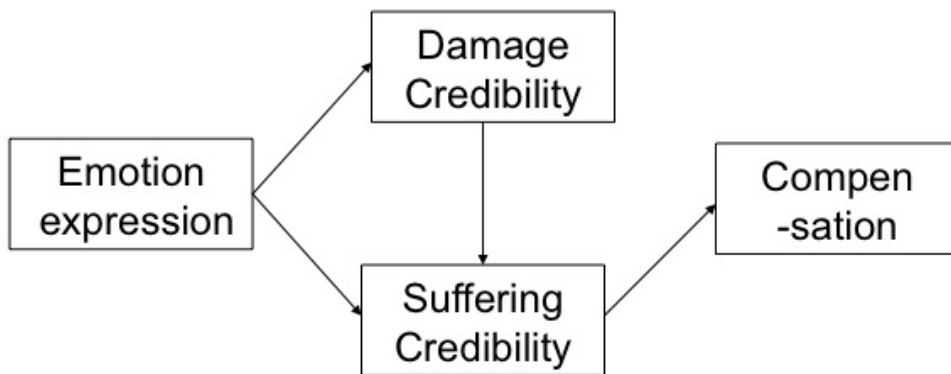 Damage
Credibility
Emotion
expression
Compen
-sation
Suffering
Credibility